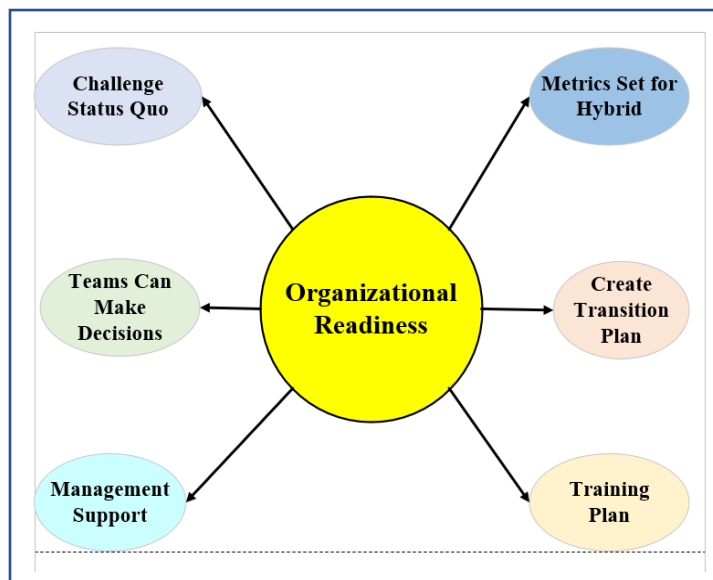 Challenge
Status Quo
Metrics Set for
Hybrid
Teams Can
Make
Decisions
Organizational
Readiness
Create
Transition
Plan
Management
Support
Training
Plan